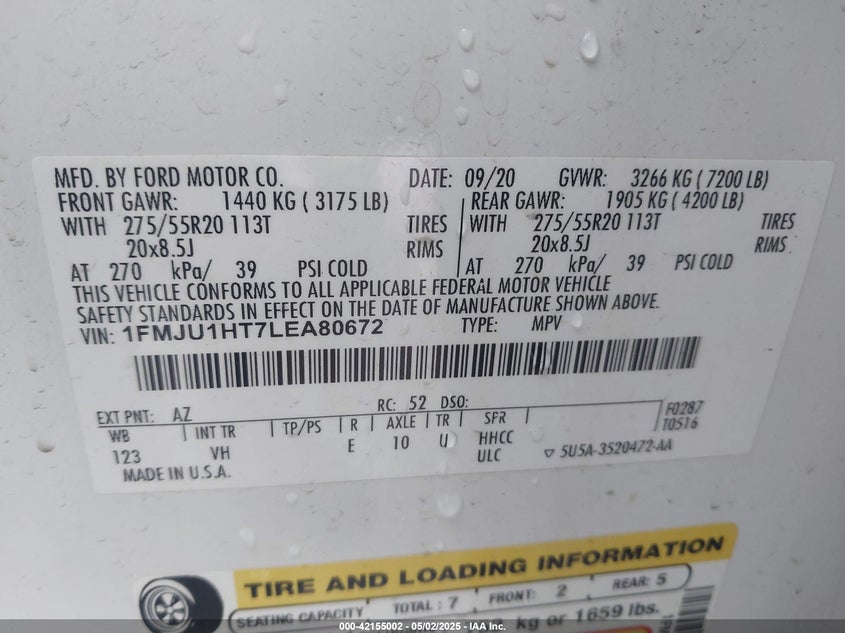 MFD. BY FORD MOTOR CO. DATE: 09/20 GVWR: 3266 KG ( 7200 LB)
FRONT GAWR: 1440 KG ( 3175 LB) REAR GAWR: 1905 KG ( 4200 LB)
WITH 275/55R20 113T TIRES WITH 275/55R20 113T TIRES
20x8.5J RIMS 20x8.5J RIMS
AT 270 kPa/ 39 PSI COLD AT 270 kPa/ 39 PSI COLD
THIS VEHICLE CONFORMS TO ALL APPLICABLE FEDERAL MOTOR VEHICLE
SAFETY STANDARDS IN EFFECT ON THE DATE OF MANUFACTURE SHOWN ABOVE.
VIN: 1FMJU1HT7LEA80672 TYPE: MPV
EXT PNT: AZ RC: 52 DSO: F0287
WB INT TR TP/PS R AXLE TR SFR T0516
123 VH E 10 U HHCC
ULC ▽ 5U5A-3520472-AA
MADE IN U.S.A.
TIRE AND LOADING INFORMATION
SEATING CAPACITY TOTAL : 7 FRONT: 2 REAR: 5
kg or 1659 lbs.
000-42155002 - 05/02/2025 - IAA Inc.